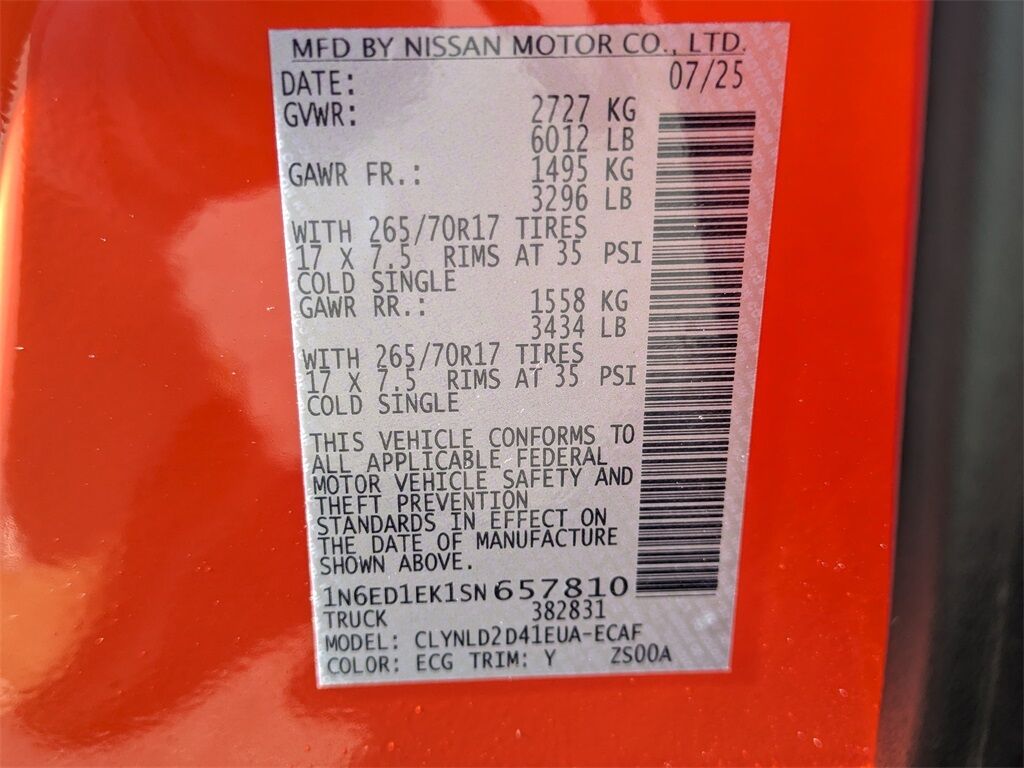 MFD BY NISSAN MOTOR CO., LTD.
DATE: 07/25
GVWR: 2727 KG
6012 LB
GAWR FR.: 1495 KG
3296 LB
WITH 265/70R17 TIRES
17 X 7.5 RIMS AT 35 PSI
COLD SINGLE
GAWR RR.: 1558 KG
3434 LB
WITH 265/70R17 TIRES
17 X 7.5 RIMS AT 35 PSI
COLD SINGLE
THIS VEHICLE CONFORMS TO
ALL APPLICABLE FEDERAL
MOTOR VEHICLE SAFETY AND
THEFT PREVENTION
STANDARDS IN EFFECT ON
THE DATE OF MANUFACTURE
SHOWN ABOVE.
1N6ED1EK1SN657810
TRUCK 382831
MODEL: CLYNLD2D41EUA-ECAF
COLOR: ECG TRIM: Y ZS00A